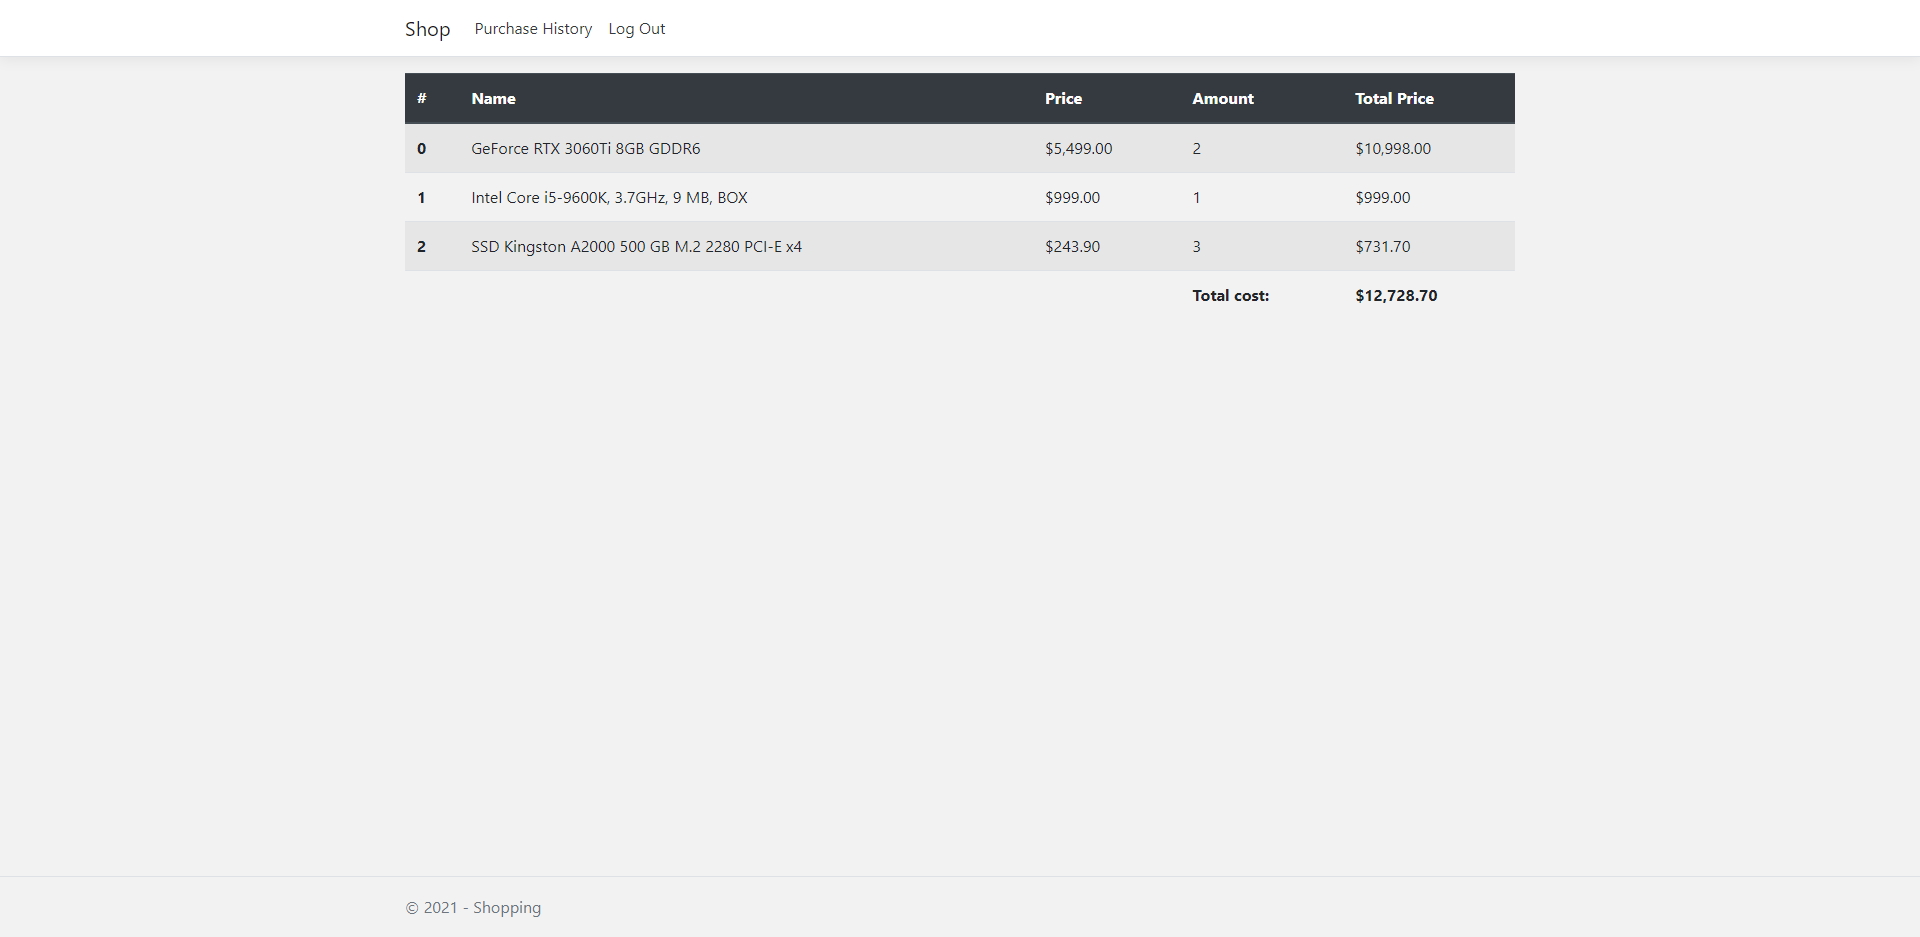 Shop Purchase History Log Out
# Name Price Amount Total Price
0 GeForce RTX 3060Ti 8GB GDDR6 $5,499.00 2 $10,998.00
1 Intel Core i5-9600K, 3.7GHz, 9 MB, BOX $999.00 1 $999.00
2 SSD Kingston A2000 500 GB M.2 2280 PCI-E x4 $243.90 3 $731.70
Total cost: $12,728.70
© 2021 - Shopping